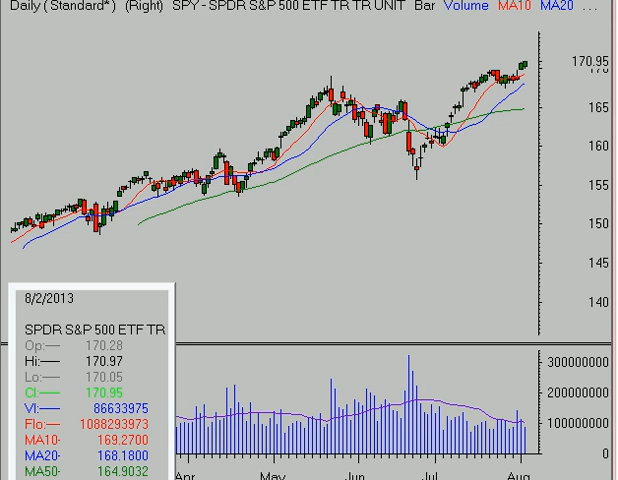 Daily (Standard*) (Right) SPY - SPDR S&P 500 ETF TR TR UNIT Bar Volume MA10 MA20 ...
170.95
170
165
160
155
150
145
140
8/2/2013
SPDR S&P 500 ETF TR
Op: 170.28
Hi: 170.97
Lo: 170.05
Cl: 170.95
Vl: 86633975
Flo: 1088293973
MA10- 169.2700
MA20- 168.1800
MA50- 164.9032
300000000
200000000
100000000
0
Apr May Jun Jul Aug